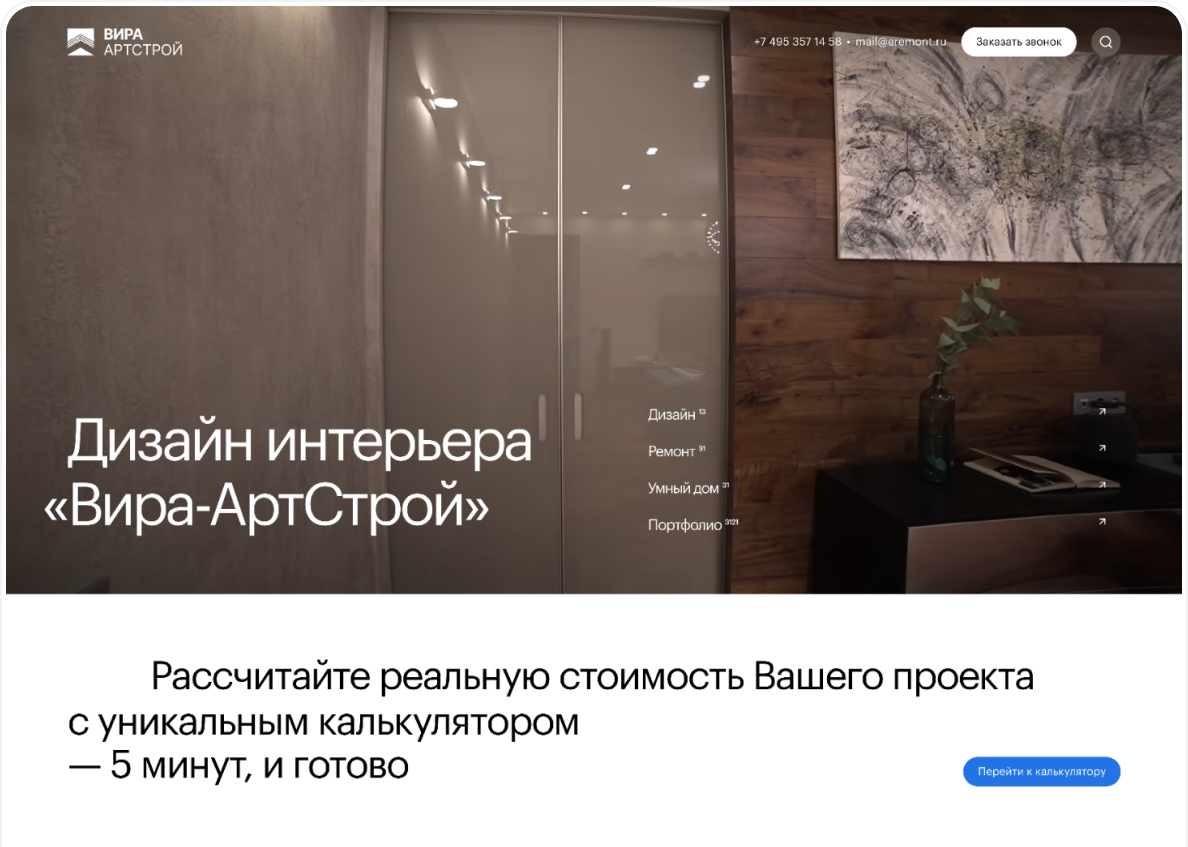 ВИРА
АРТСТРОЙ
+7 495 357 14 58 • mail@eremont.ru
Заказать звонок
Дизайн интерьера
«Вира-АртСтрой»
Дизайн 13
Ремонт 31
Умный дом 31
Портфолио 3121
Рассчитайте реальную стоимость Вашего проекта
с уникальным калькулятором
— 5 минут, и готово
Перейти к калькулятору